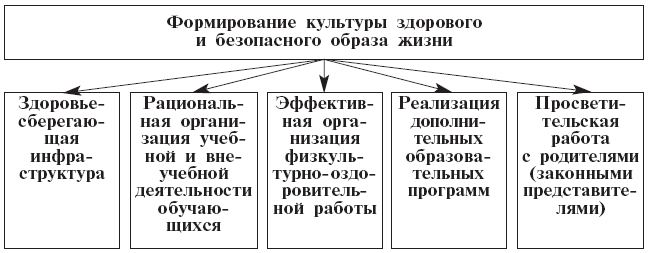 Формирование культуры здорового
и безопасного образа жизни
Здоровье-
сберегаю-
щая
инфра-
структура
Рациональ-
ная органи-
зация учеб-
ной и вне-
учебной
деятельности
обучаю-
щихся
Эффектив-
ная орга-
низация
физкуль-
турно-оздо-
ровитель-
ной работы
Реализация
дополни-
тельных
образова-
тельных
программ
Просвети-
тельская
работа
с родителями
(законными
представите-
лями)